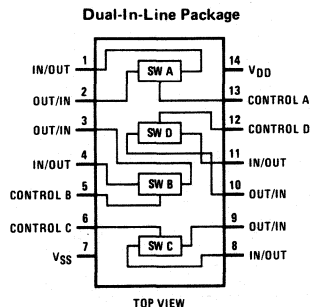 Dual-In-Line Package
IN/OUT 1
14 VDD
SW A
OUT/IN 2
13 CONTROL A
OUT/IN 3
12 CONTROL D
SW D
IN/OUT 4
11 IN/OUT
SW B
CONTROL B 5
10 OUT/IN
CONTROL C 6
9 OUT/IN
SW C
VSS 7
8 IN/OUT
TOP VIEW